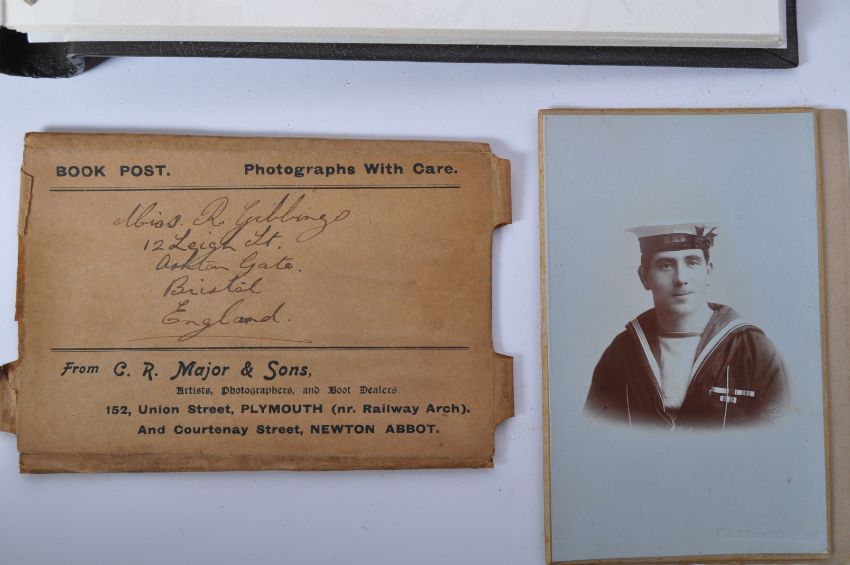 BOOK POST. Photographs With Care.
Miss. R. Gibbings
12 Leigh St.
Ashton Gate.
Bristol
England.
From C. R. Major & Sons,
Artists, Photographers, and Boot Dealers.
152, Union Street, PLYMOUTH (nr. Railway Arch).
And Courtenay Street, NEWTON ABBOT.
H.M.S